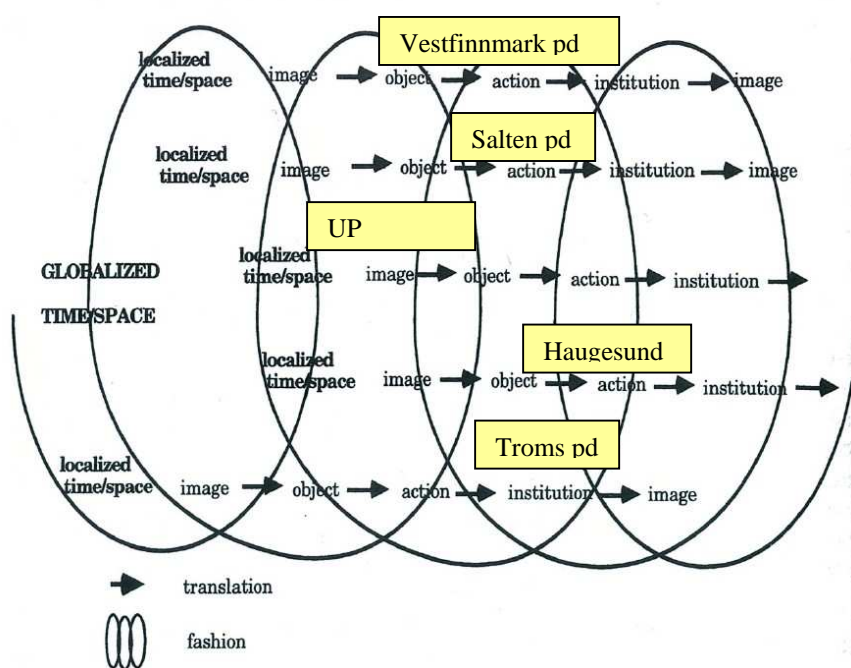 Vestfinnmark pd
localized
time/space image object action institution image
Salten pd
localized
time/space image object action institution image
UP
localized
GLOBALIZED time/space image object action institution
TIME/SPACE
Haugesund
localized
time/space image object action institution
Troms pd
localized
time/space image object action institution image
translation
fashion